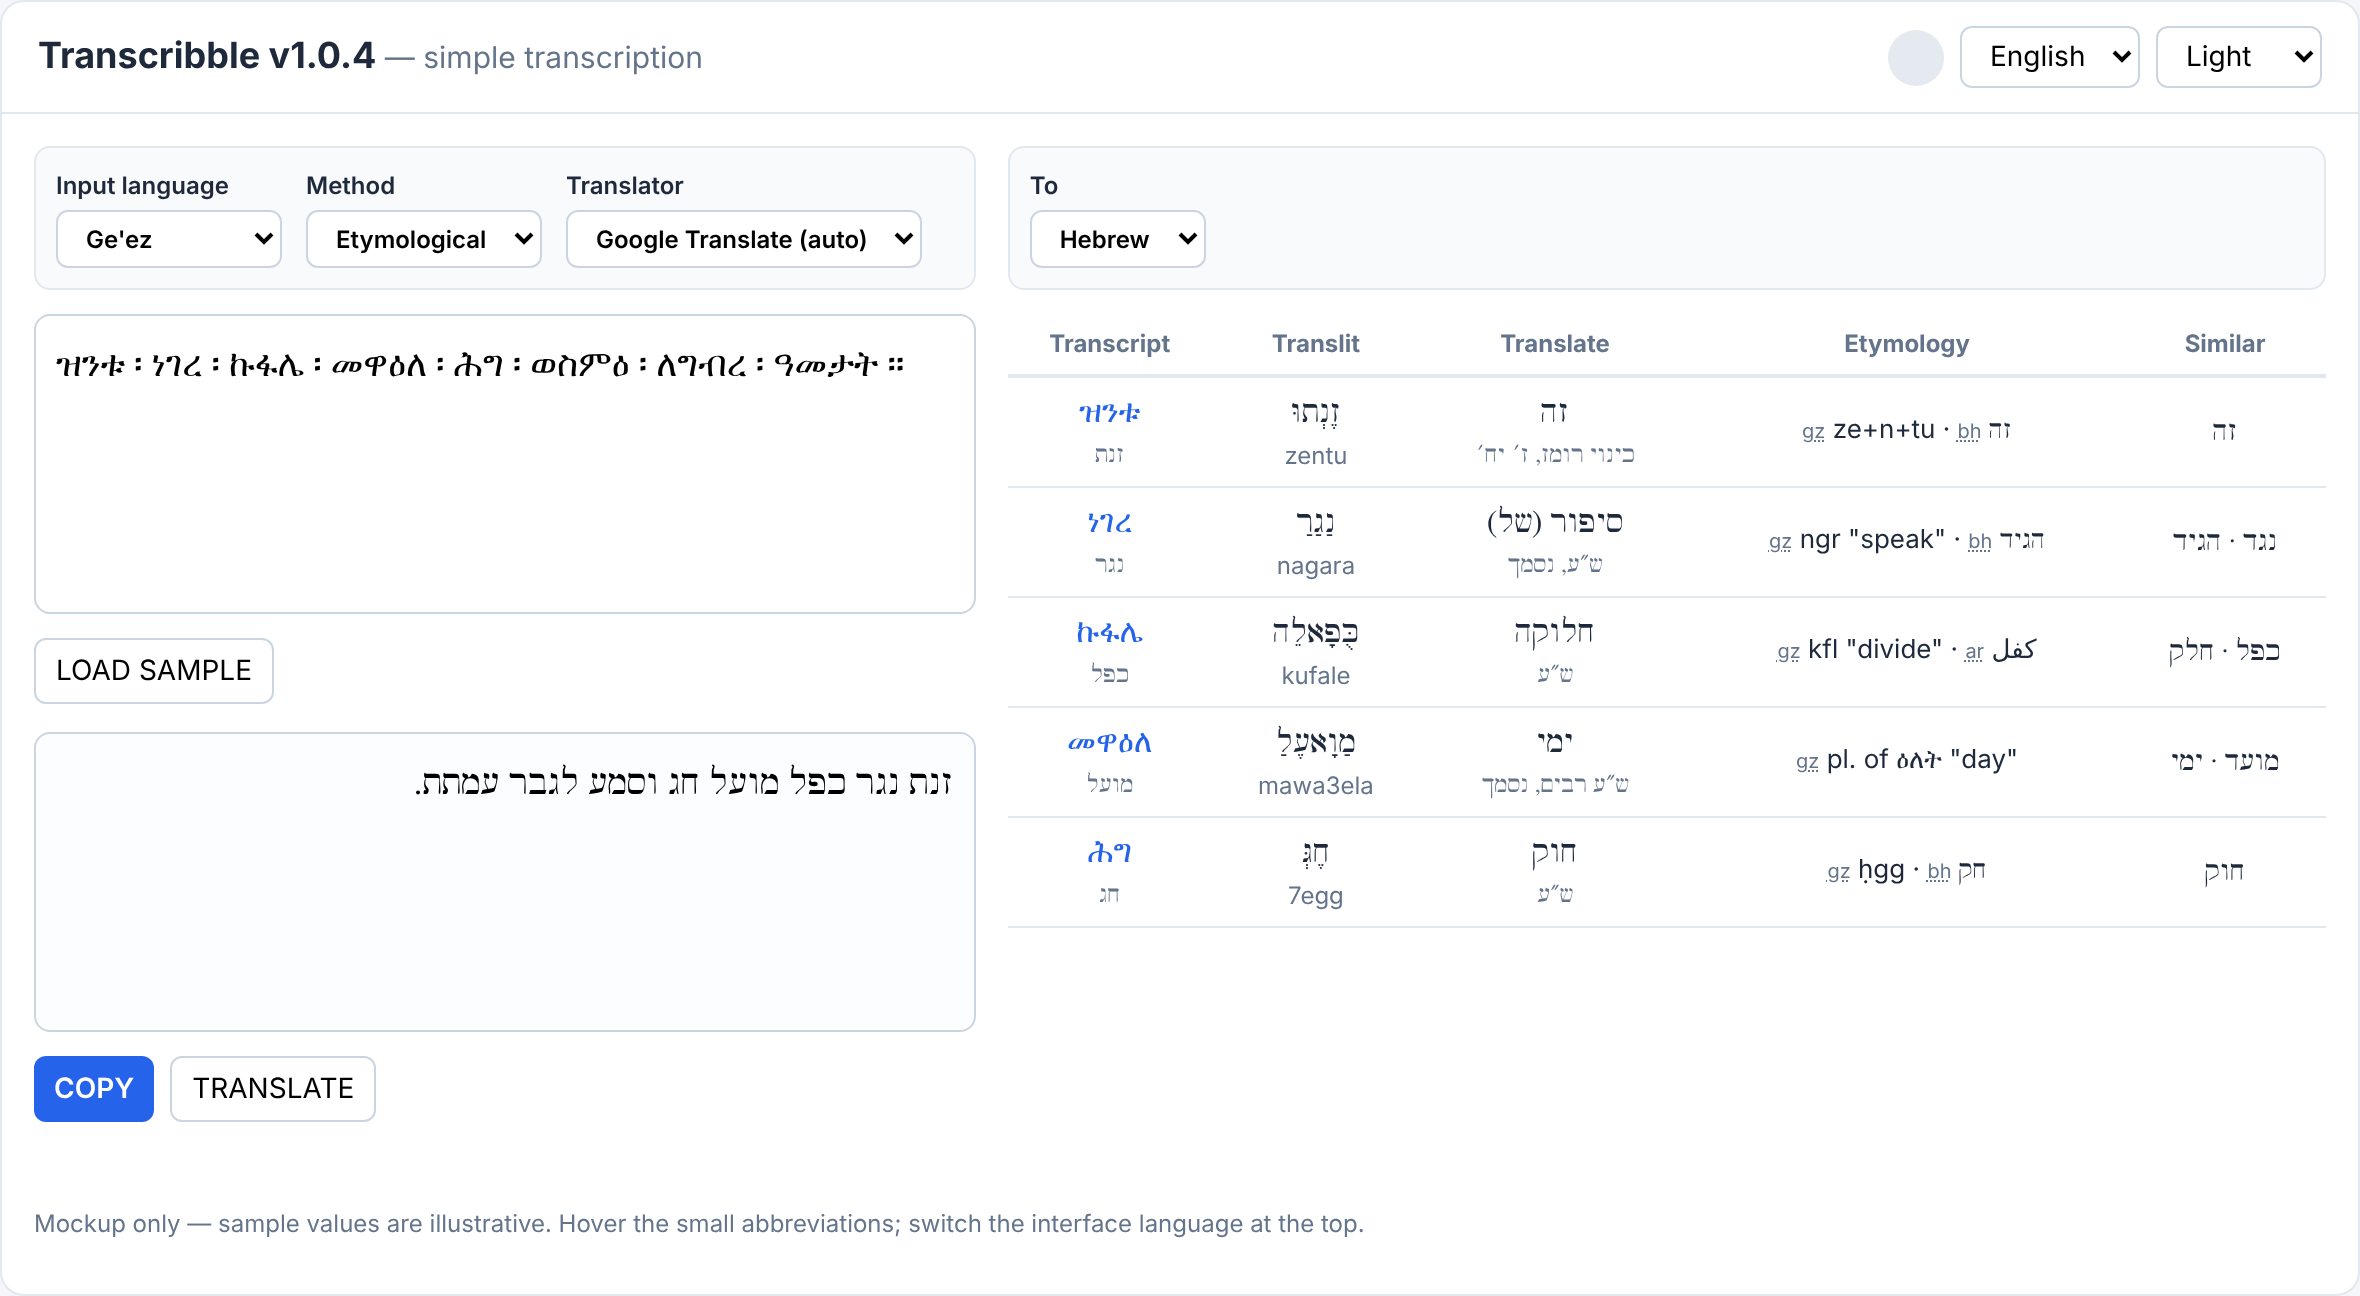 Transcribble v1.0.4 — simple transcription
English
Light
Input language
Method
Translator
Ge'ez
Etymological
Google Translate (auto)
ዝንቱ ፡ ነገረ ፡ ኩፋሌ ፡ መዋዕለ ፡ ሕግ ፡ ወስምዕ ፡ ለግብረ ፡ ዓመታት ።
LOAD SAMPLE
זנת נגר כפל מועל חג וסמע לגבר עמתת.
COPY
TRANSLATE
To
Hebrew
Transcript
Translit
Translate
Etymology
Similar
ዝንቱ
זנת
זֶנְתוּ
zentu
זה
כינוי רומז, ז׳ יח׳
gz ze+n+tu · bh זה
זה
ነገረ
נגר
נַגַרַ
nagara
סיפור (של)
ש״ע, נסמך
gz ngr "speak" · bh הגיד
נגד · הגיד
ኩፋሌ
כפל
כֻּפָאלֵה
kufale
חלוקה
ש״ע
gz kfl "divide" · ar كفل
כפל · חלק
መዋዕለ
מועל
מַוָאעֶלַ
mawa3ela
ימי
ש״ע רבים, נסמך
gz pl. of ዕለት "day"
מועד · ימי
ሕግ
חג
חֶגְּ
7egg
חוק
ש״ע
gz ḥgg · bh חק
חוק
Mockup only — sample values are illustrative. Hover the small abbreviations; switch the interface language at the top.